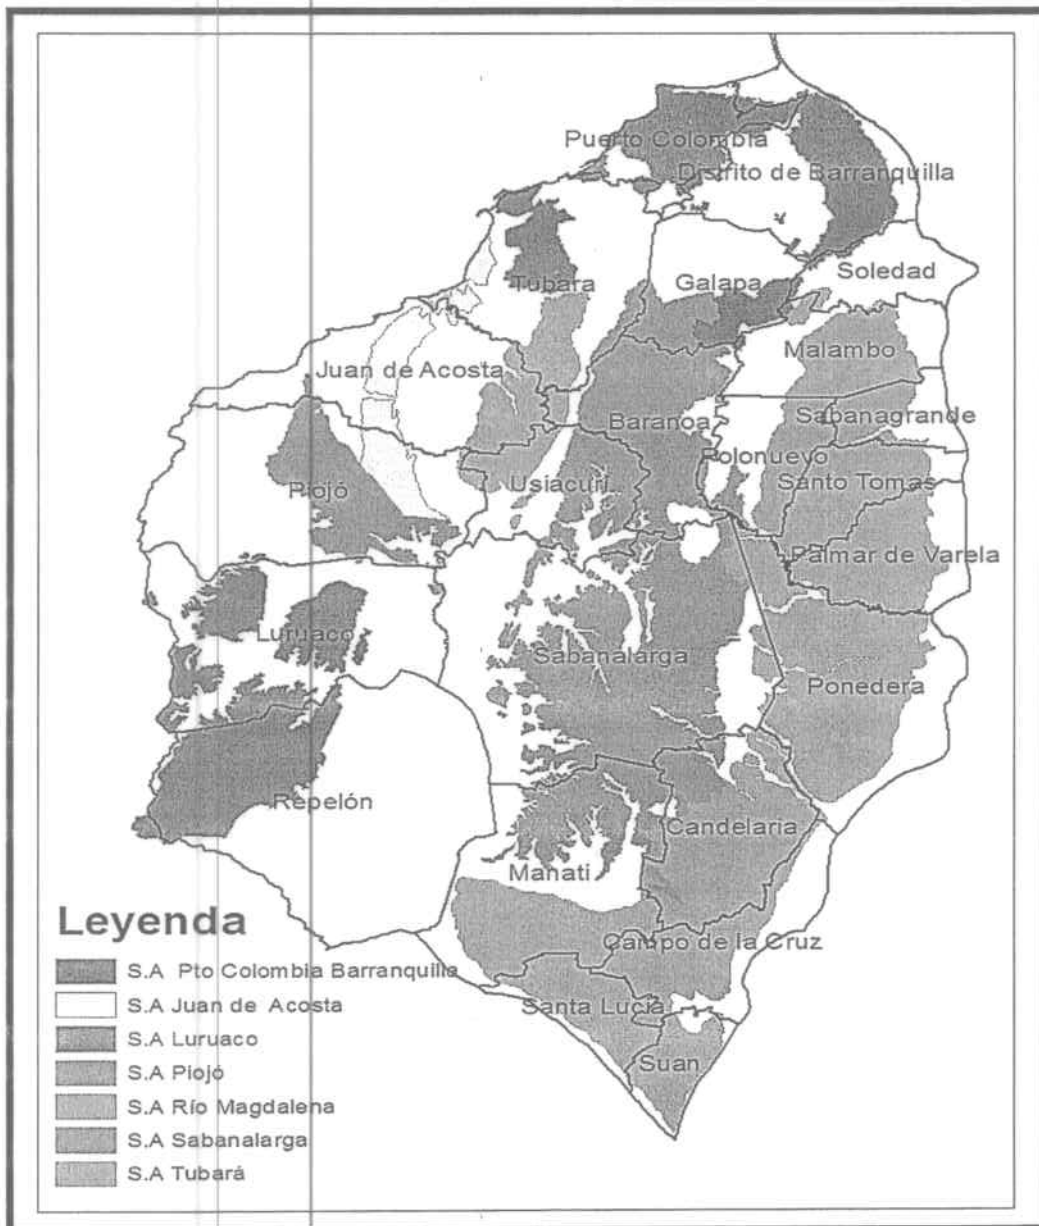 Puerto Colombia
Distrito de Barranquilla
Soledad
Tubará
Galapa
Malambo
Juan de Acosta
Sabanagrande
Baranoa
Polonuevo
Santo Tomas
Usiacurí
Piojó
Palmar de Varela
Luruaco
Sabanalarga
Ponedera
Repelón
Candelaria
Manatí
Campo de la Cruz
Santa Lucía
Suan
Leyenda
S.A Pto Colombia Barranquilla
S.A Juan de Acosta
S.A Luruaco
S.A Piojó
S.A Río Magdalena
S.A Sabanalarga
S.A Tubará